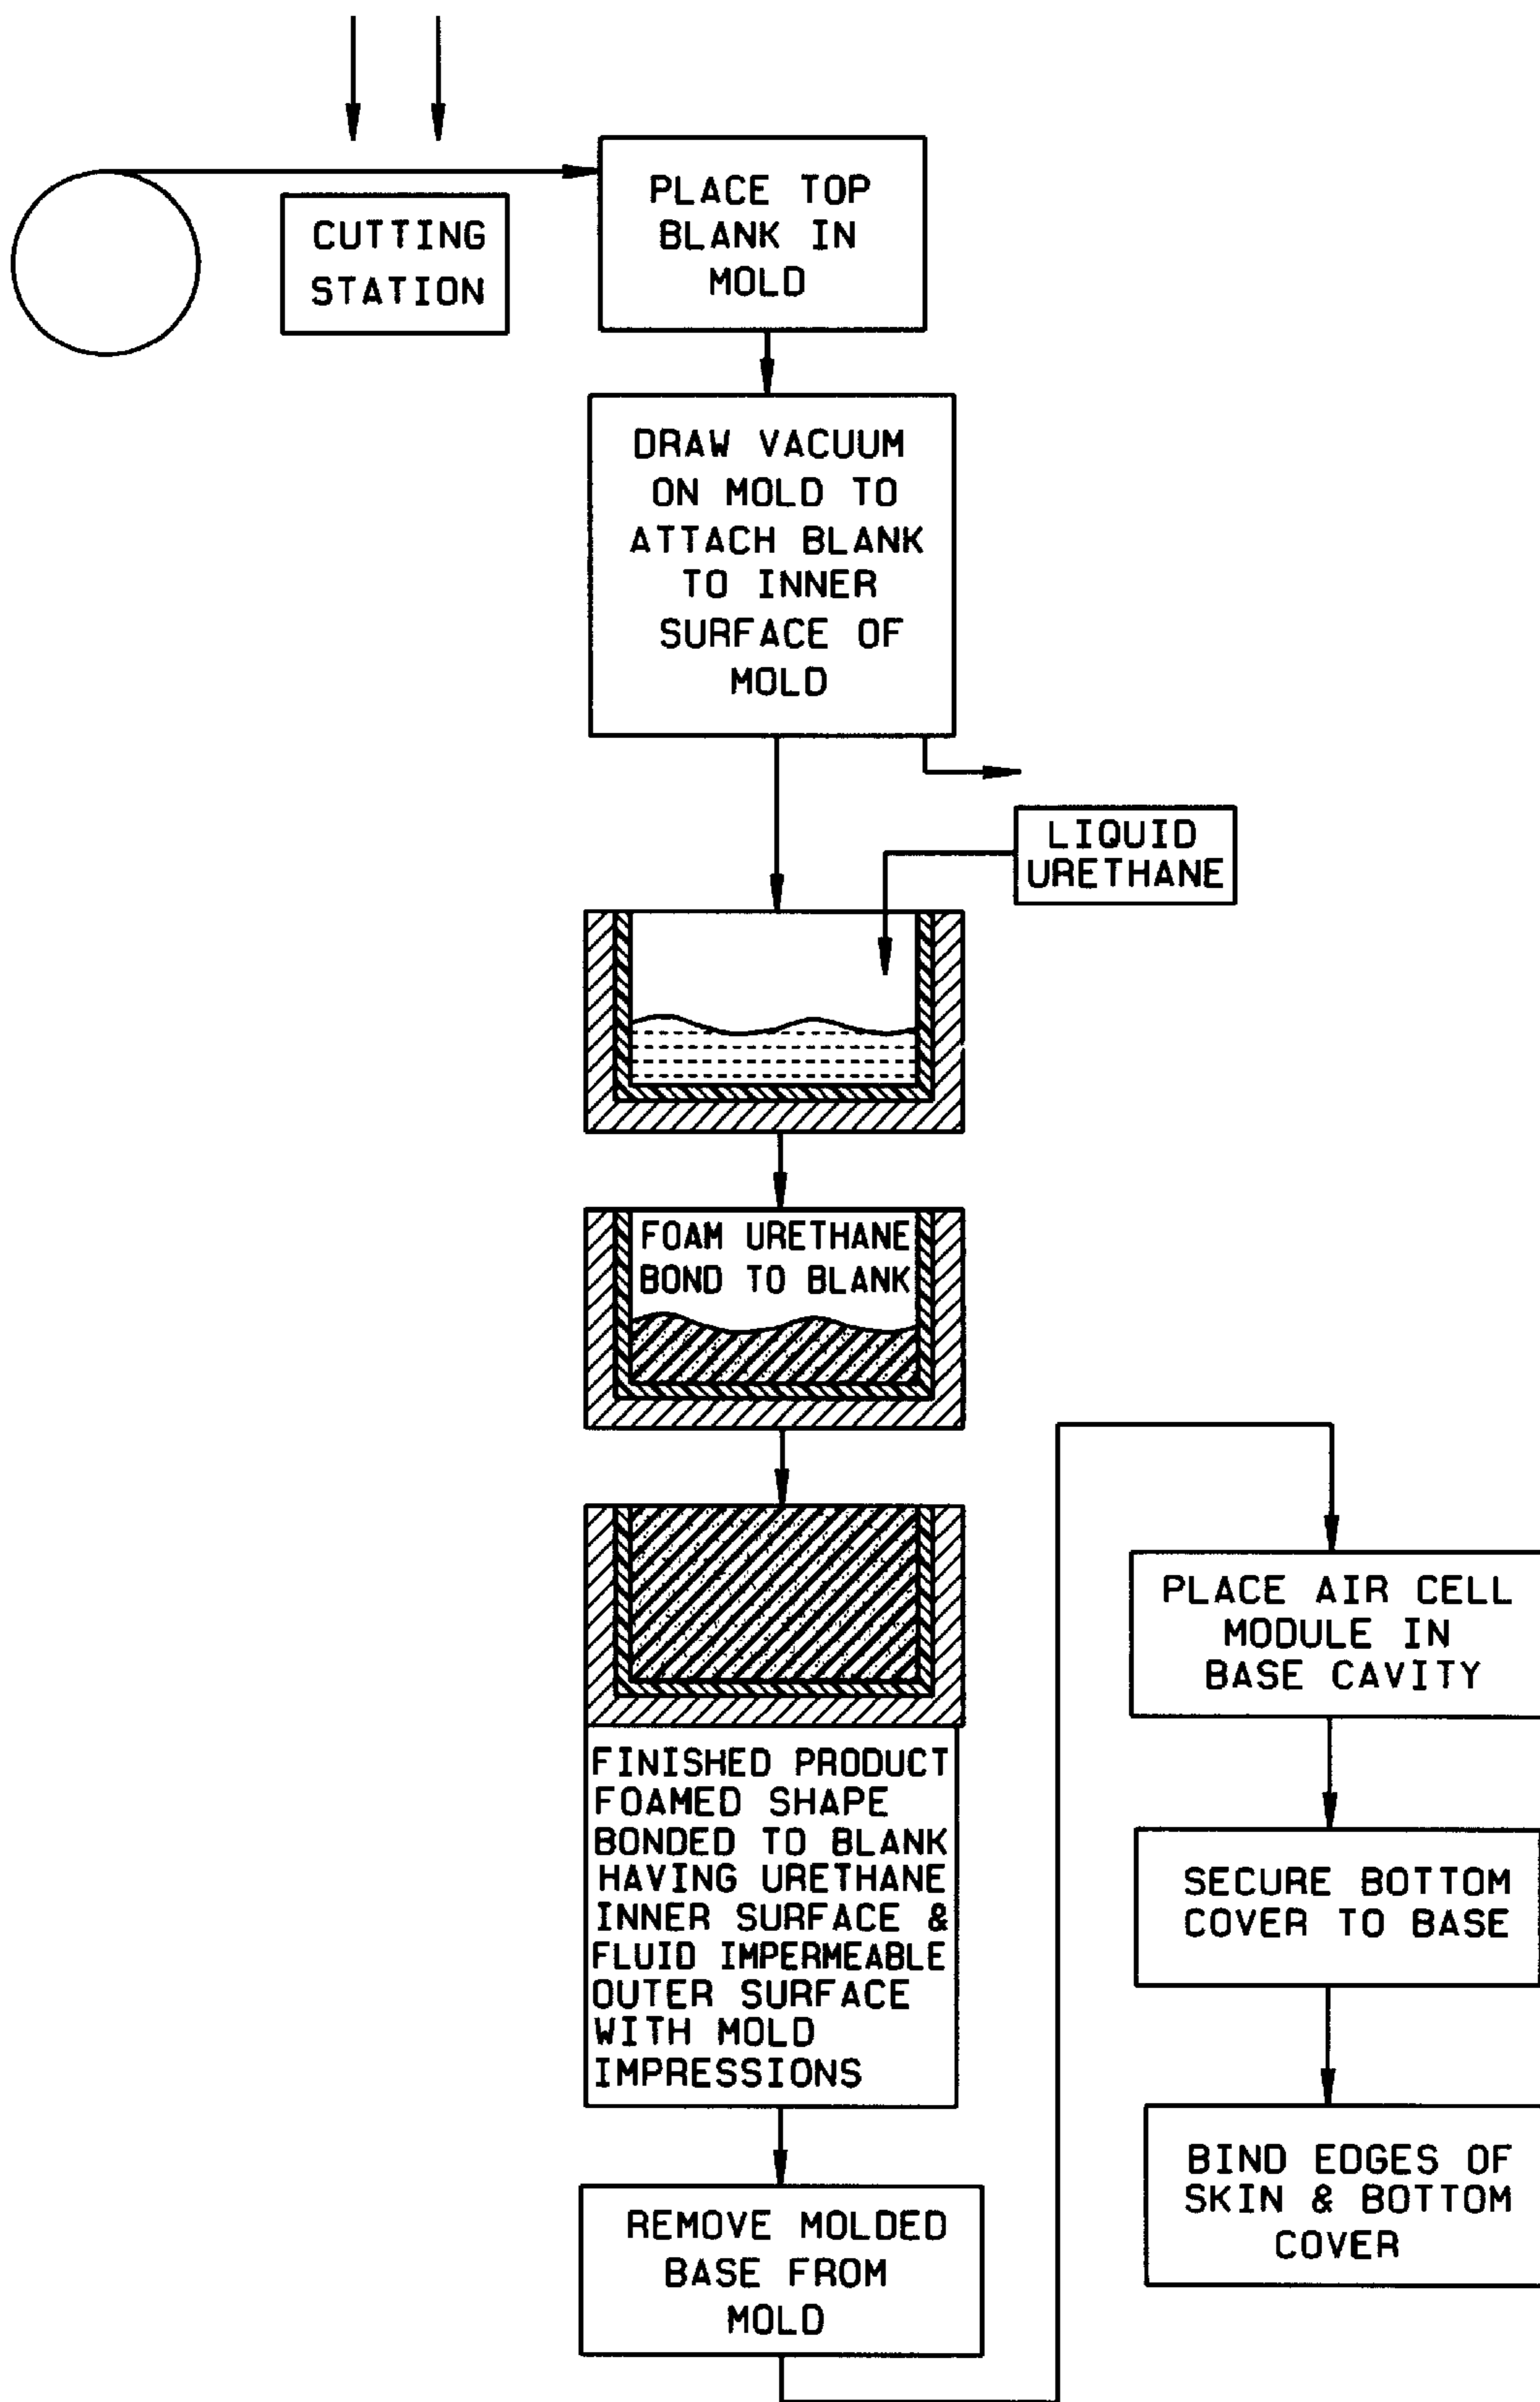 CUTTING
STATION
PLACE TOP
BLANK IN
MOLD
DRAW VACUUM
ON MOLD TO
ATTACH BLANK
TO INNER
SURFACE OF
MOLD
LIQUID
URETHANE
FOAM URETHANE
BOND TO BLANK
FINISHED PRODUCT
FOAMED SHAPE
BONDED TO BLANK
HAVING URETHANE
INNER SURFACE &
FLUID IMPERMEABLE
OUTER SURFACE
WITH MOLD
IMPRESSIONS
REMOVE MOLDED
BASE FROM
MOLD
PLACE AIR CELL
MODULE IN
BASE CAVITY
SECURE BOTTOM
COVER TO BASE
BIND EDGES OF
SKIN & BOTTOM
COVER